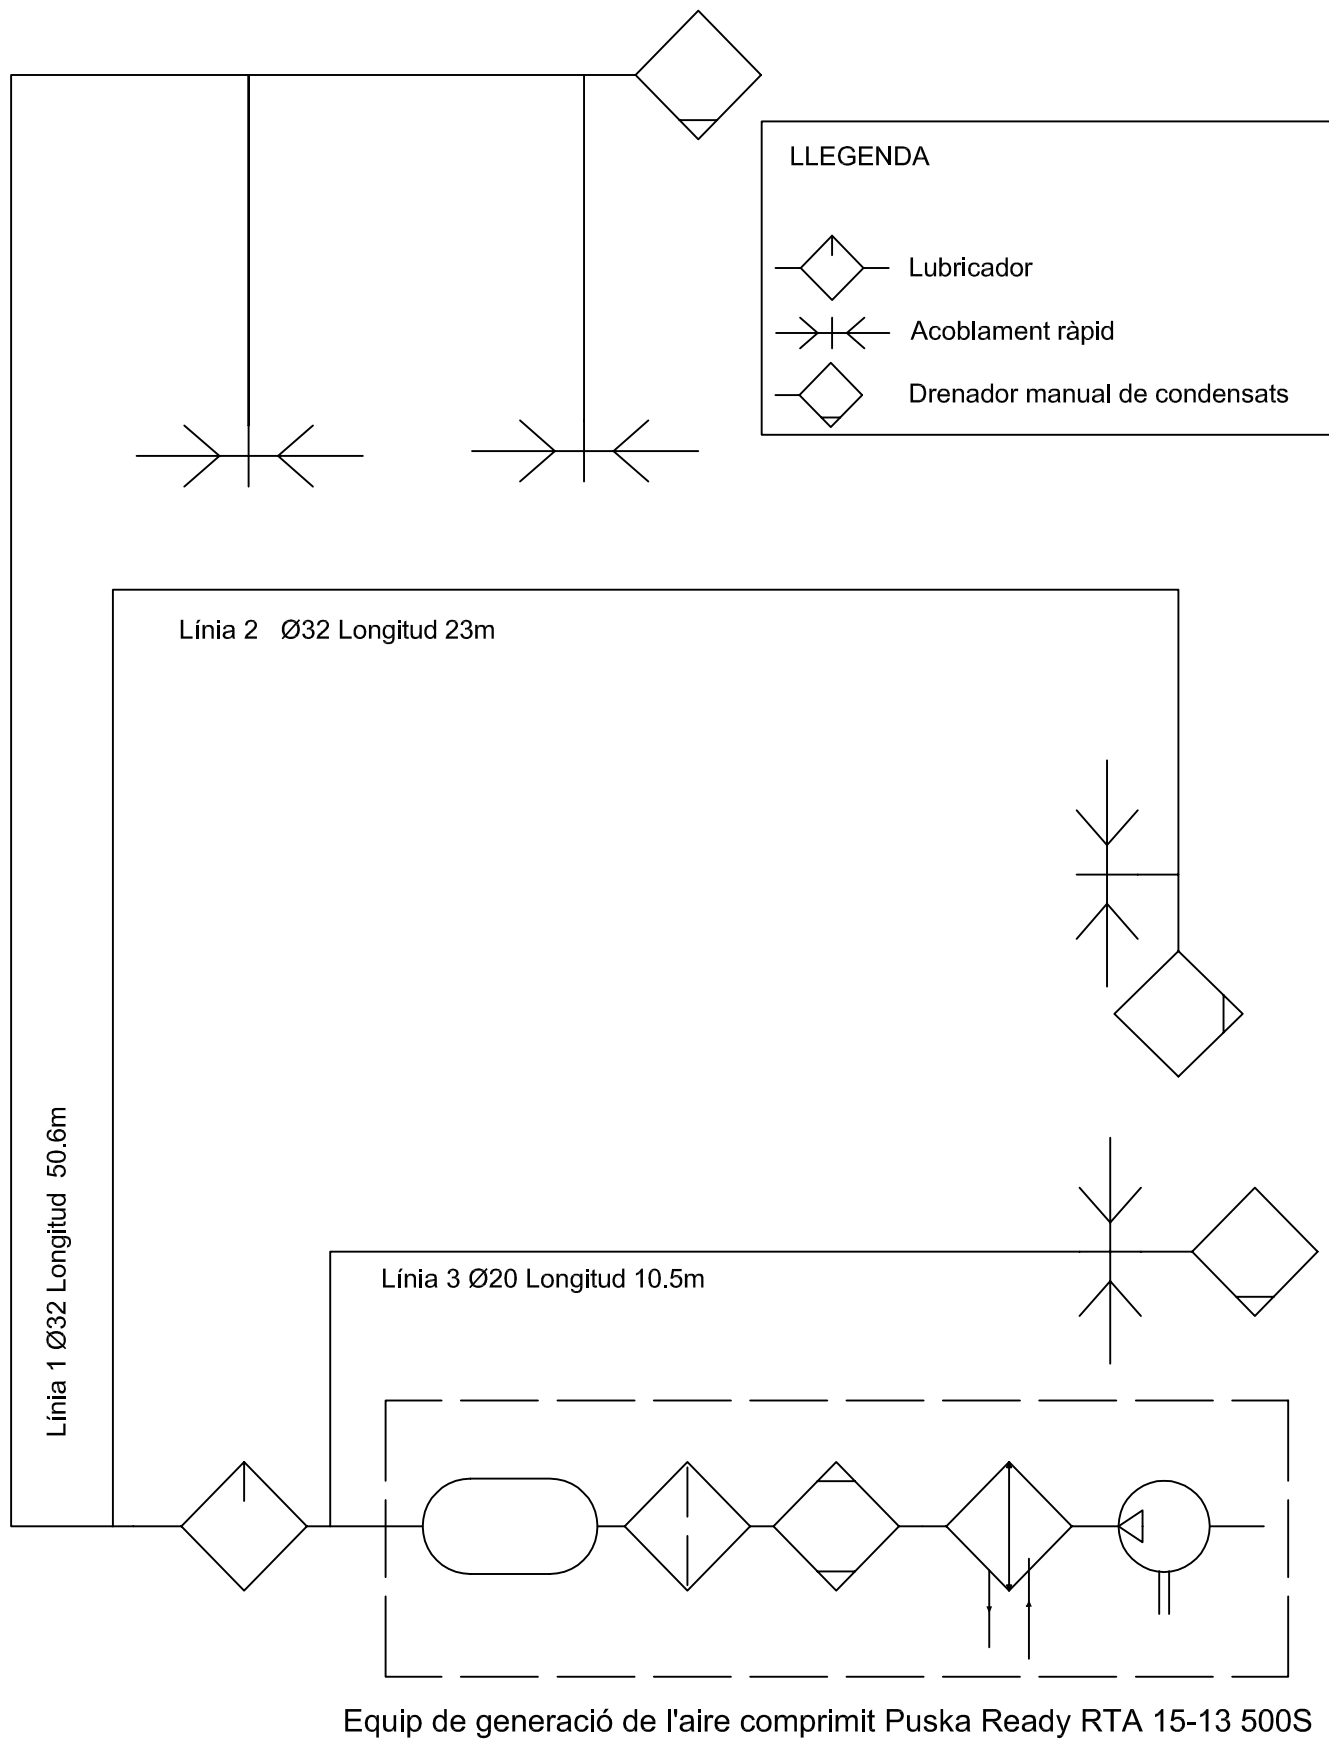 LLEGENDA
Lubricador
Acoblament ràpid
Drenador manual de condensats
Línia 2 Ø32 Longitud 23m
Línia 1 Ø32 Longitud 50.6m
Línia 3 Ø20 Longitud 10.5m
Equip de generació de l'aire comprimit Puska Ready RTA 15-13 500S